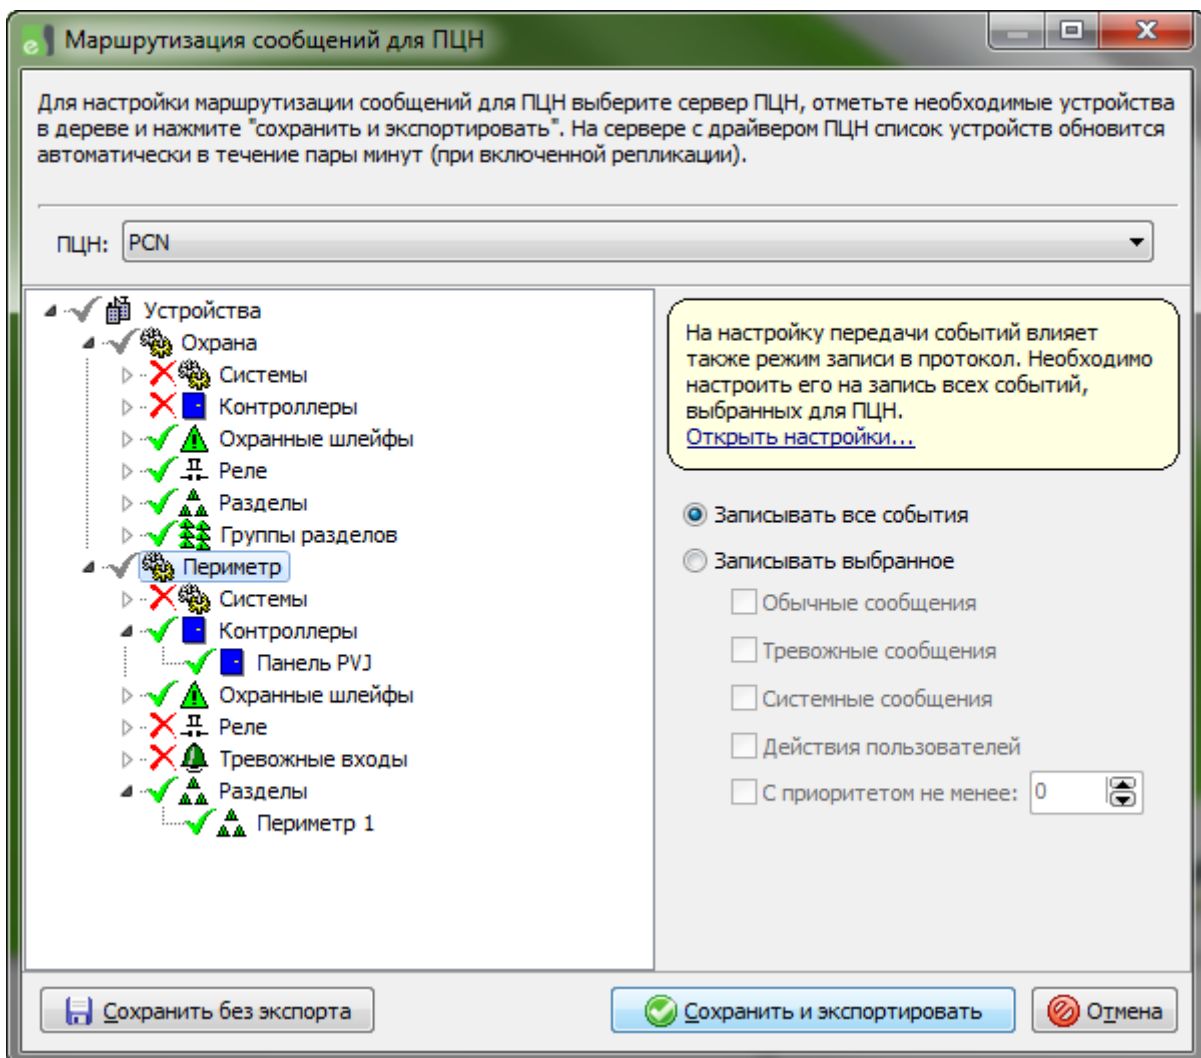 Маршрутизация сообщений для ПЦН
Для настройки маршрутизации сообщений для ПЦН выберите сервер ПЦН, отметьте необходимые устройства
в дереве и нажмите "сохранить и экспортировать". На сервере с драйвером ПЦН список устройств обновится
автоматически в течение пары минут (при включенной репликации).
ПЦН: PCN
Устройства
Охрана
Системы
Контроллеры
Охранные шлейфы
Реле
Разделы
Группы разделов
Периметр
Системы
Контроллеры
Панель PVJ
Охранные шлейфы
Реле
Тревожные входы
Разделы
Периметр 1
На настройку передачи событий влияет
также режим записи в протокол. Необходимо
настроить его на запись всех событий,
выбранных для ПЦН.
Открыть настройки...
Записывать все события
Записывать выбранное
Обычные сообщения
Тревожные сообщения
Системные сообщения
Действия пользователей
С приоритетом не менее: 0
Сохранить без экспорта
Сохранить и экспортировать
Отмена